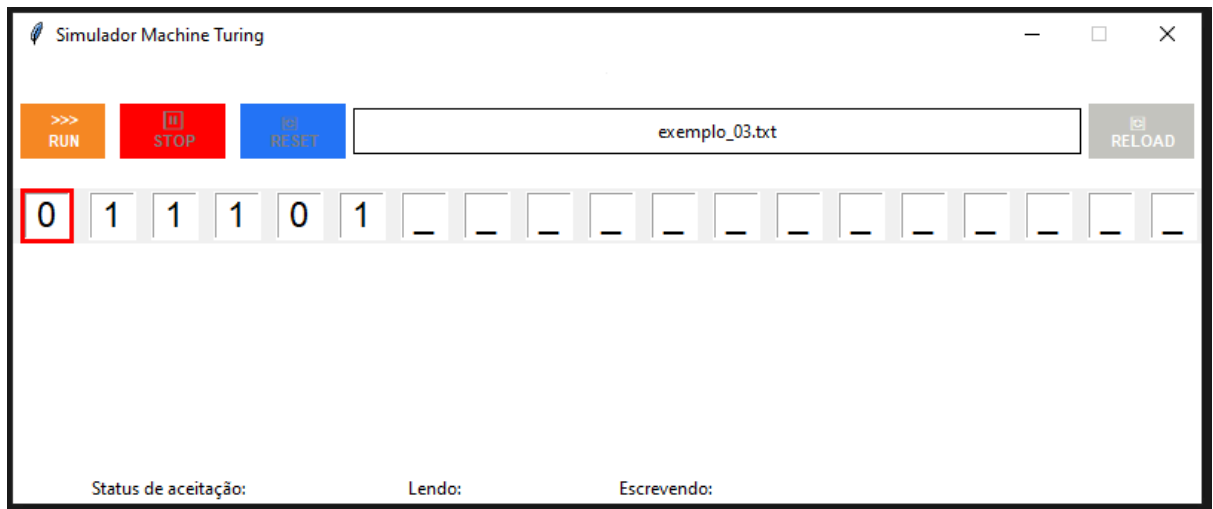 Simulador Machine Turing
>>>
RUN
STOP
RESET
exemplo_03.txt
RELOAD
0 1 1 1 0 1 _ _ _ _ _ _ _ _ _ _ _ _ _
Status de aceitação: Lendo: Escrevendo: